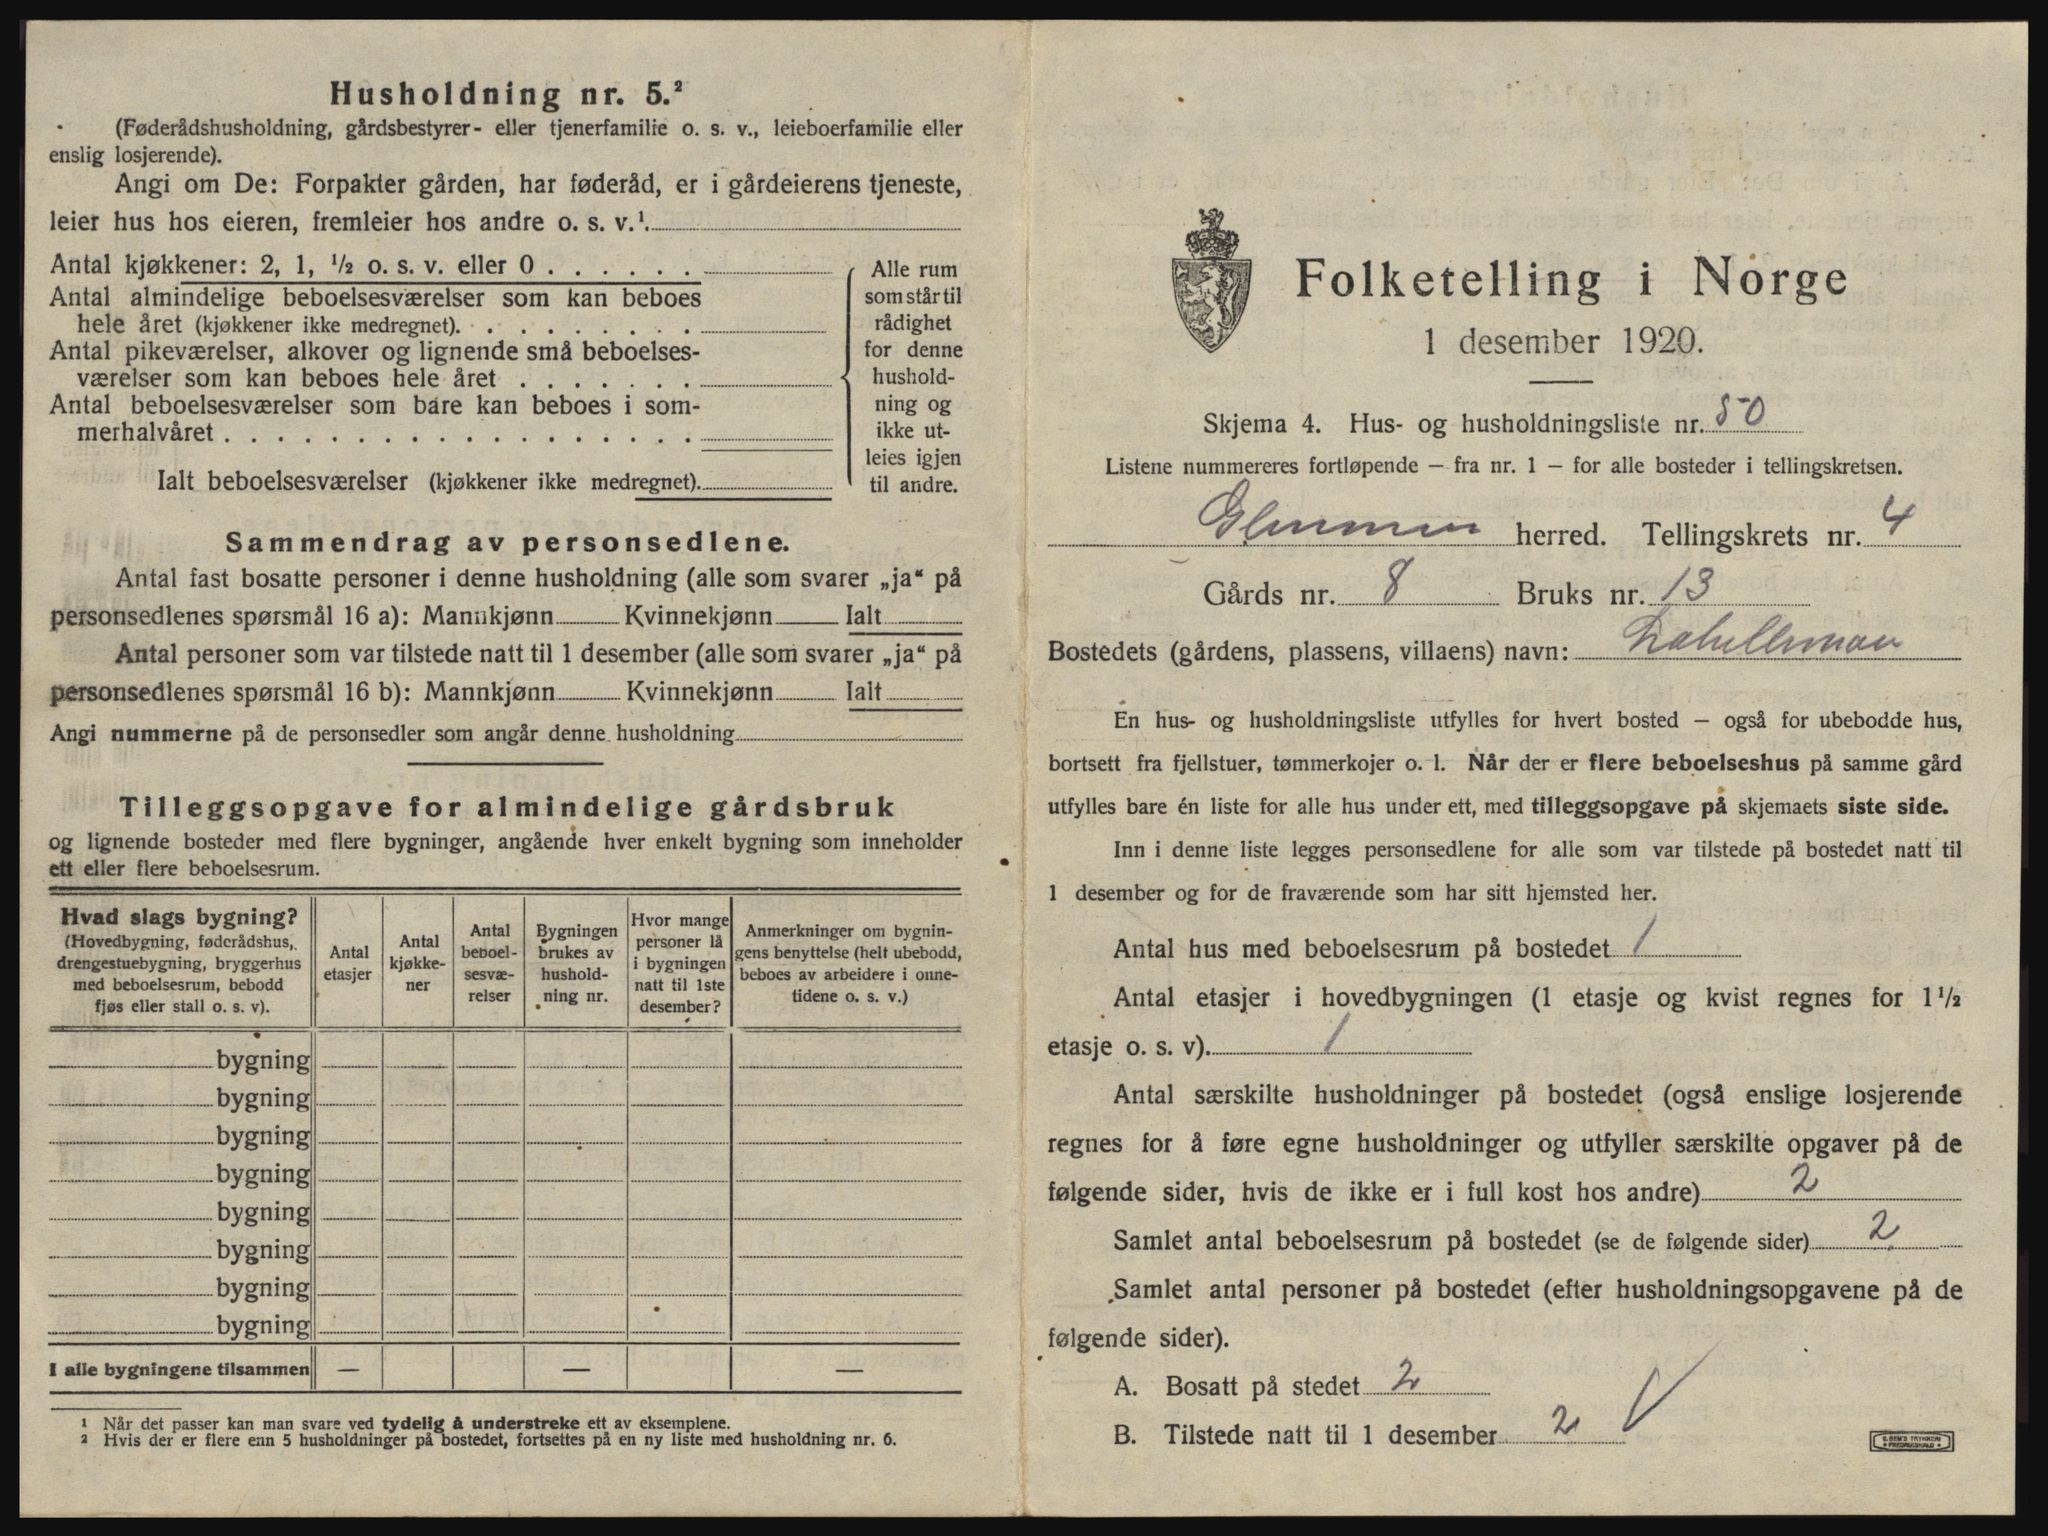 Husholdning nr. 5.²
(Føderådshusholdning, gårdsbestyrer- eller tjenerfamilie o. s. v., leieboerfamilie eller
enslig losjerende).
Angi om De: Forpakter gården, har føderåd, er i gårdeierens tjeneste,
leier hus hos eieren, fremleier hos andre o. s. v.¹.
Antal kjøkkener: 2, 1, ½ o. s. v. eller 0 . . . . . .
Antal almindelige beboelsesværelser som kan beboes
hele året (kjøkkener ikke medregnet). . . . . . . . .
Antal pikeværelser, alkover og lignende små beboelses-
værelser som kan beboes hele året . . . . . . .
Antal beboelsesværelser som bare kan beboes i som-
merhalvåret . . . . . . . . . . . . . . . . .
Ialt beboelsesværelser (kjøkkener ikke medregnet).
Alle rum
som står til
rådighet
for denne
hushold-
ning og
ikke ut-
leies igjen
til andre.
Sammendrag av personsedlene.
Antal fast bosatte personer i denne husholdning (alle som svarer „ja“ på
personsedlenes spørsmål 16 a): Mannkjønn Kvinnekjønn Ialt
Antal personer som var tilstede natt til 1 desember (alle som svarer „ja“ på
personsedlenes spørsmål 16 b): Mannkjønn Kvinnekjønn Ialt
Angi nummerne på de personsedler som angår denne husholdning
Tilleggsopgave for almindelige gårdsbruk
og lignende bosteder med flere bygninger, angående hver enkelt bygning som inneholder
ett eller flere beboelsesrum.
Hvad slags bygning?
(Hovedbygning, føderådshus,
drengestuebygning, bryggerhus
med beboelsesrum, bebodd
fjøs eller stall o. s. v).
Antal
etasjer
Antal
kjøkke-
ner
Antal
beboel-
sesvæ-
relser
Bygningen
brukes av
hushold-
ning nr.
Hvor mange
personer lå
i bygningen
natt til 1ste
desember?
Anmerkninger om bygnin-
gens benyttelse (helt ubebodd,
beboes av arbeidere i onne-
tidene o. s. v.)
bygning
bygning
bygning
bygning
bygning
bygning
bygning
bygning
I alle bygningene tilsammen — — —
¹ Når det passer kan man svare ved tydelig å understreke ett av eksemplene.
² Hvis der er flere enn 5 husholdninger på bostedet, fortsettes på en ny liste med husholdning nr. 6.
Folketelling i Norge
1 desember 1920.
Skjema 4. Hus- og husholdningsliste nr. 50
Listene nummereres fortløpende – fra nr. 1 – for alle bosteder i tellingskretsen.
Glemmen herred. Tellingskrets nr. 4
Gårds nr. 8 Bruks nr. 13
Bostedets (gårdens, plassens, villaens) navn:
En hus- og husholdningsliste utfylles for hvert bosted – også for ubebodde hus,
bortsett fra fjellstuer, tømmerkojer o. l. Når der er flere beboelseshus på samme gård
utfylles bare én liste for alle hus under ett, med tilleggsopgave på skjemaets siste side.
Inn i denne liste legges personsedlene for alle som var tilstede på bostedet natt til
1 desember og for de fraværende som har sitt hjemsted her.
Antal hus med beboelsesrum på bostedet 1
Antal etasjer i hovedbygningen (1 etasje og kvist regnes for 1½
etasje o. s. v). 1
Antal særskilte husholdninger på bostedet (også enslige losjerende
regnes for å føre egne husholdninger og utfyller særskilte opgaver på de
følgende sider, hvis de ikke er i full kost hos andre) 2
Samlet antal beboelsesrum på bostedet (se de følgende sider) 2
Samlet antal personer på bostedet (efter husholdningsopgavene på de
følgende sider).
A. Bosatt på stedet 2
B. Tilstede natt til 1 desember 2